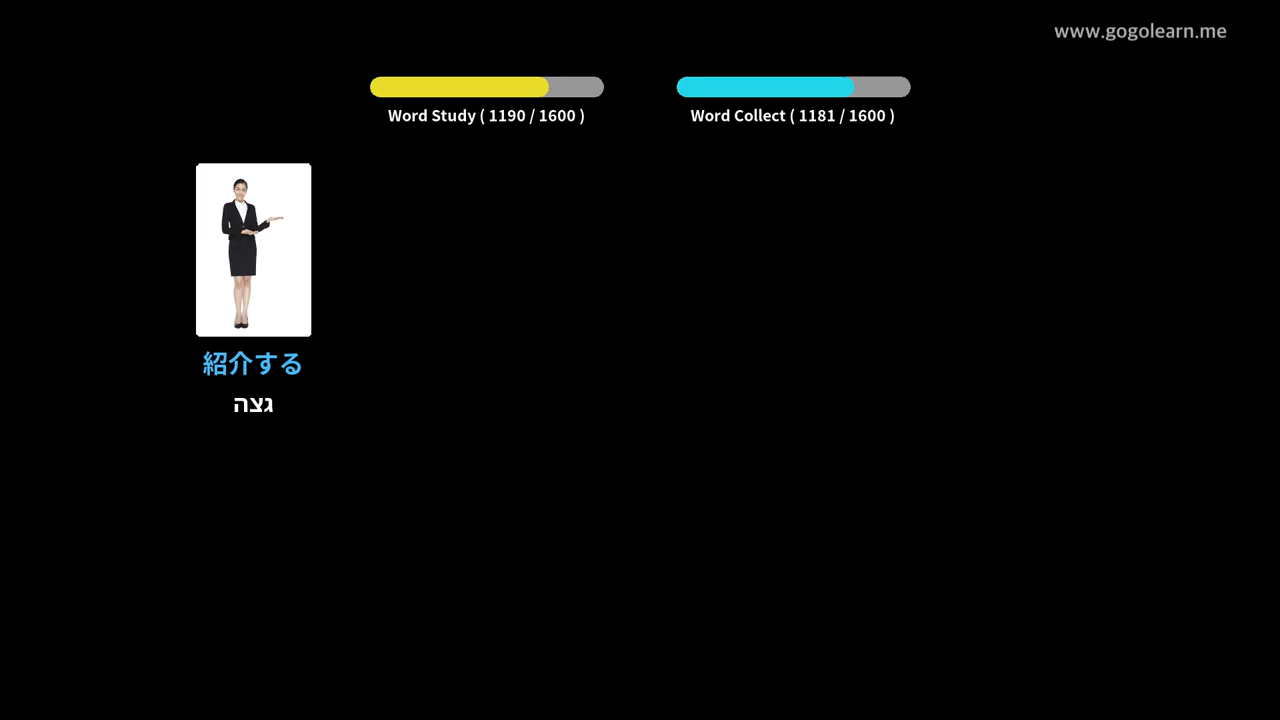 www.gogolearn.me
Word Study ( 1190 / 1600 )
Word Collect ( 1181 / 1600 )
紹介する
גצה